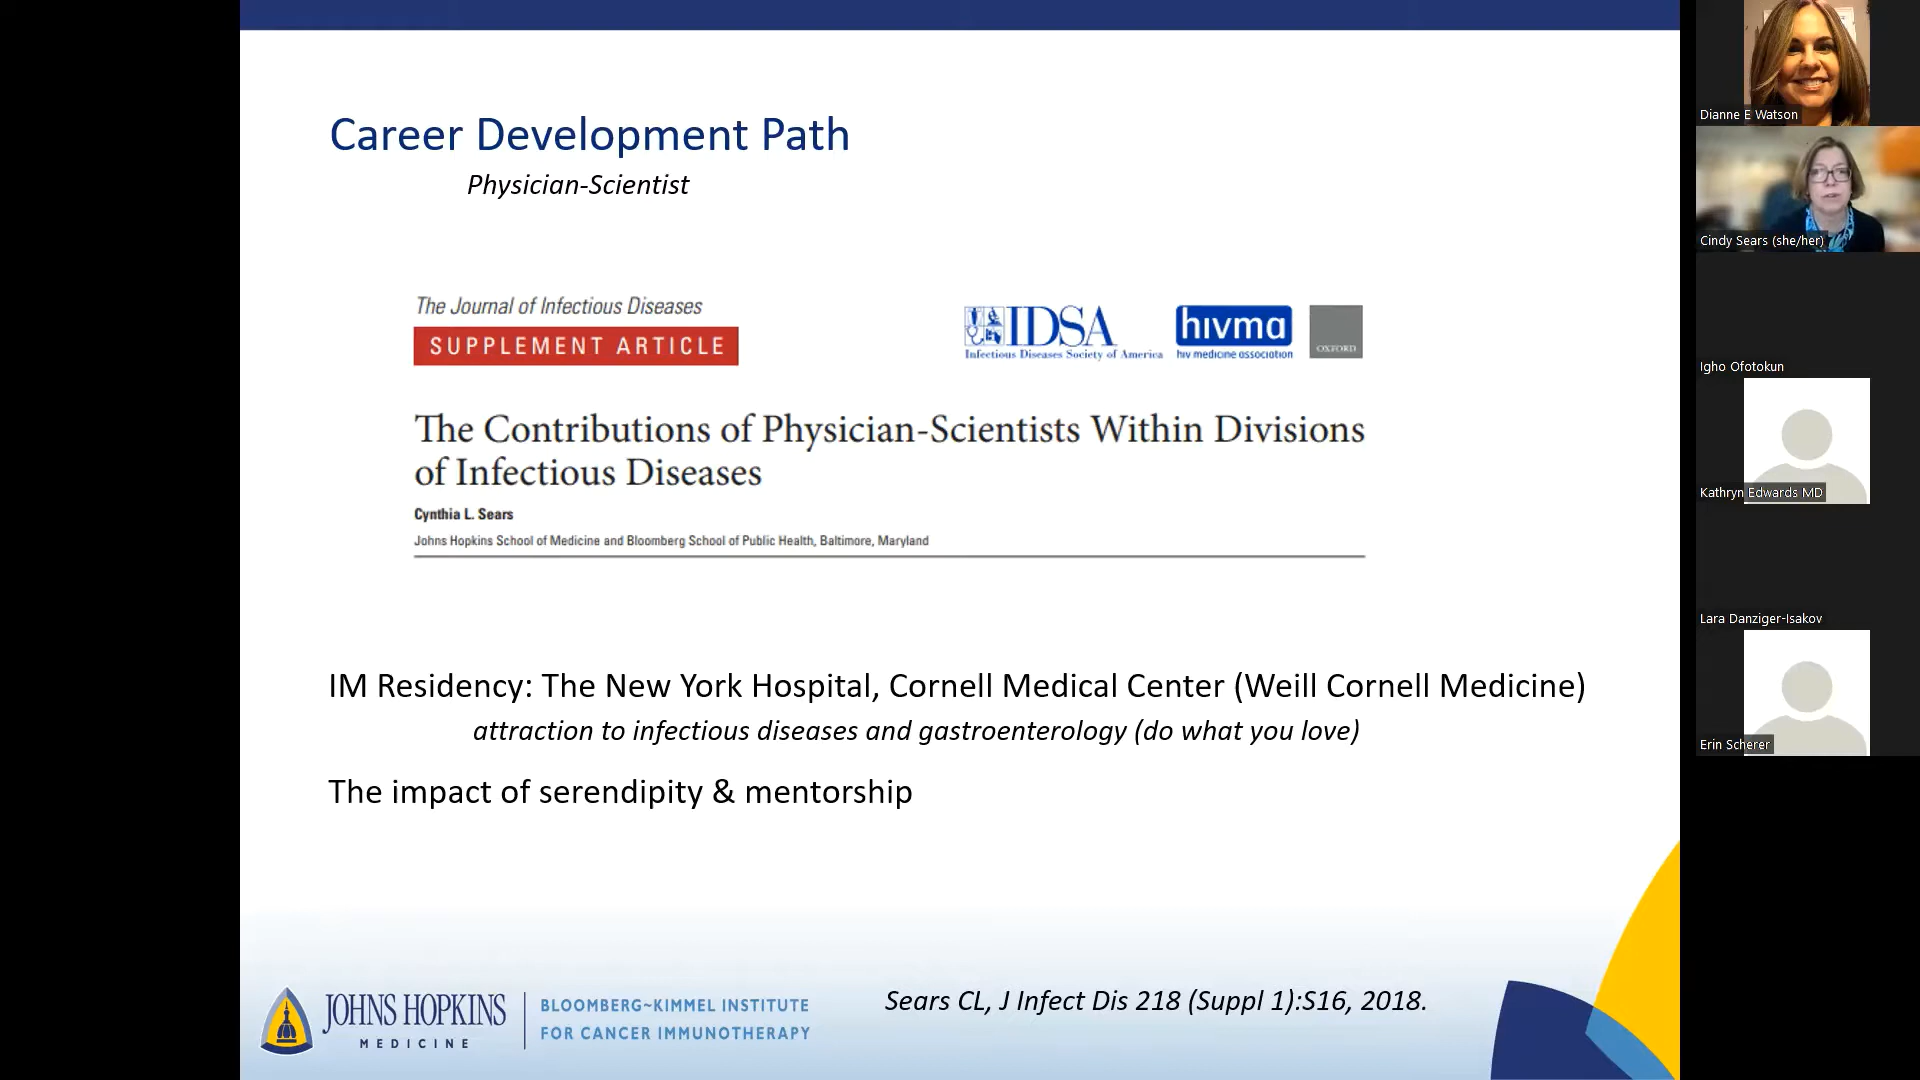 Career Development Path
Physician-Scientist
The Journal of Infectious Diseases
SUPPLEMENT ARTICLE
IDSA
Infectious Diseases Society of America
hivma
hiv medicine association
OXFORD
The Contributions of Physician-Scientists Within Divisions
of Infectious Diseases
Cynthia L. Sears
Johns Hopkins School of Medicine and Bloomberg School of Public Health, Baltimore, Maryland
IM Residency: The New York Hospital, Cornell Medical Center (Weill Cornell Medicine)
attraction to infectious diseases and gastroenterology (do what you love)
The impact of serendipity & mentorship
JOHNS HOPKINS
MEDICINE
BLOOMBERG~KIMMEL INSTITUTE
FOR CANCER IMMUNOTHERAPY
Sears CL, J Infect Dis 218 (Suppl 1):S16, 2018.
Dianne E Watson
Cindy Sears (she/her)
Igho Ofotokun
Kathryn Edwards MD
Lara Danziger-Isakov
Erin Scherer